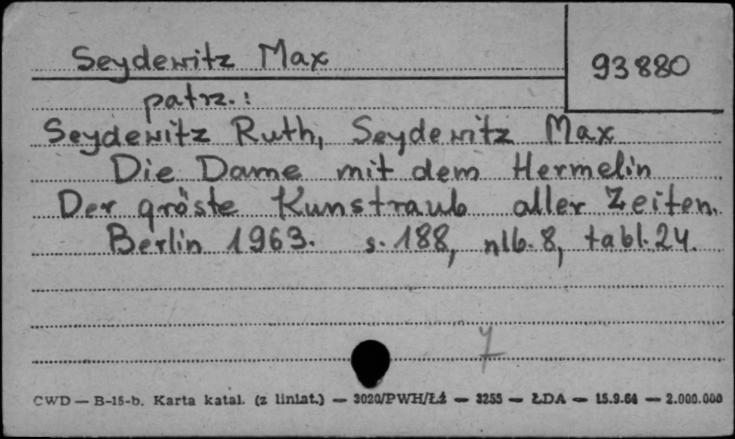 Seydewitz Max
93880
patrz.:
Seydewitz Ruth, Seydewitz Max
Die Dame mit dem Hermelin
Der gröste Kunstraub aller Zeiten.
Berlin 1963. s. 188, nlb. 8, tabl. 24.
7
CWD — B-15-b. Karta katal. (z liniat.) — 3020/PWH/Łź — 3255 — ŁDA — 15.9.64 — 2.000.000